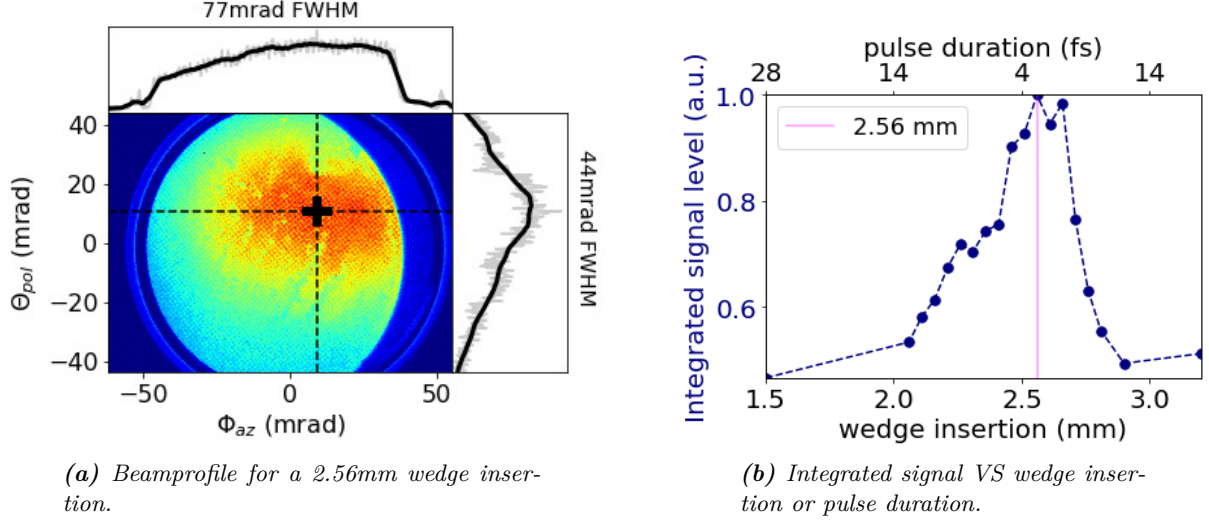 77mrad FWHM
40
20
0
−20
−40
Θpol (mrad)
−50
0
50
Φaz (mrad)
44mrad FWHM
(a) Beamprofile for a 2.56mm wedge inser-
tion.
pulse duration (fs)
28
14
4
14
Integrated signal level (a.u.)
1.0
0.8
0.6
2.56 mm
1.5
2.0
2.5
3.0
wedge insertion (mm)
(b) Integrated signal VS wedge inser-
tion or pulse duration.